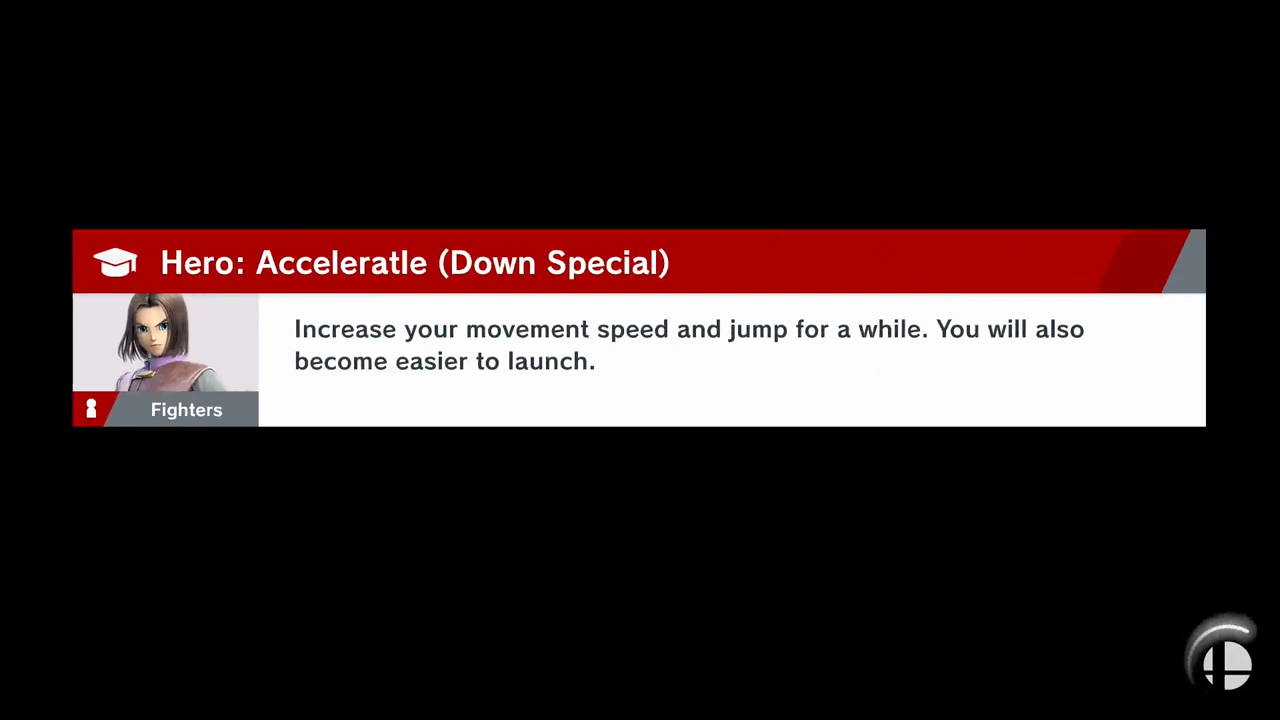 Hero: Acceleratle (Down Special)
Increase your movement speed and jump for a while. You will also
become easier to launch.
Fighters